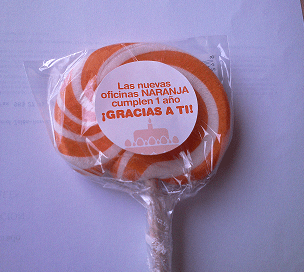 Las nuevas
oficinas NARANJA
cumplen 1 año
¡GRACIAS A TI!